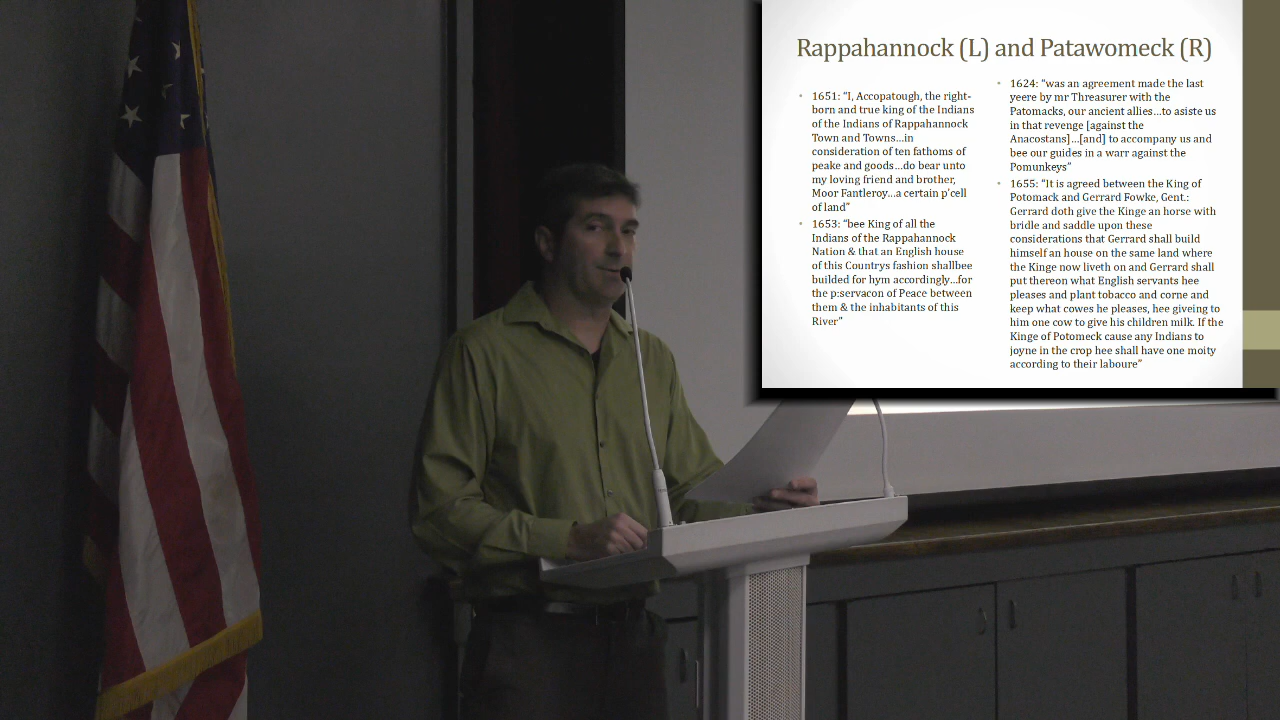 Rappahannock (L) and Patawomeck (R)
• 1651: “I, Accopatough, the right-
born and true king of the Indians
of the Indians of Rappahannock
Town and Towns…in
consideration of ten fathoms of
peake and goods…do bear unto
my loving friend and brother,
Moor Fantleroy…a certain p’cell
of land”
• 1653: “bee King of all the
Indians of the Rappahannock
Nation & that an English house
of this Countrys fashion shallbee
builded for hym accordingly…for
the p:servacon of Peace between
them & the inhabitants of this
River”
• 1624: “was an agreement made the last
yeere by mr Threasurer with the
Patomacks, our ancient allies…to asiste us
in that revenge [against the
Anacostans]…[and] to accompany us and
bee our guides in a warr against the
Pomunkeys”
• 1655: “It is agreed between the King of
Potomack and Gerrard Fowke, Gent.:
Gerrard doth give the Kinge an horse with
bridle and saddle upon these
considerations that Gerrard shall build
himself an house on the same land where
the Kinge now liveth on and Gerrard shall
put thereon what English servants hee
pleases and plant tobacco and corne and
keep what cowes he pleases, hee giveing to
him one cow to give his children milk. If the
Kinge of Potomeck cause any Indians to
joyne in the crop hee shall have one moity
according to their laboure”